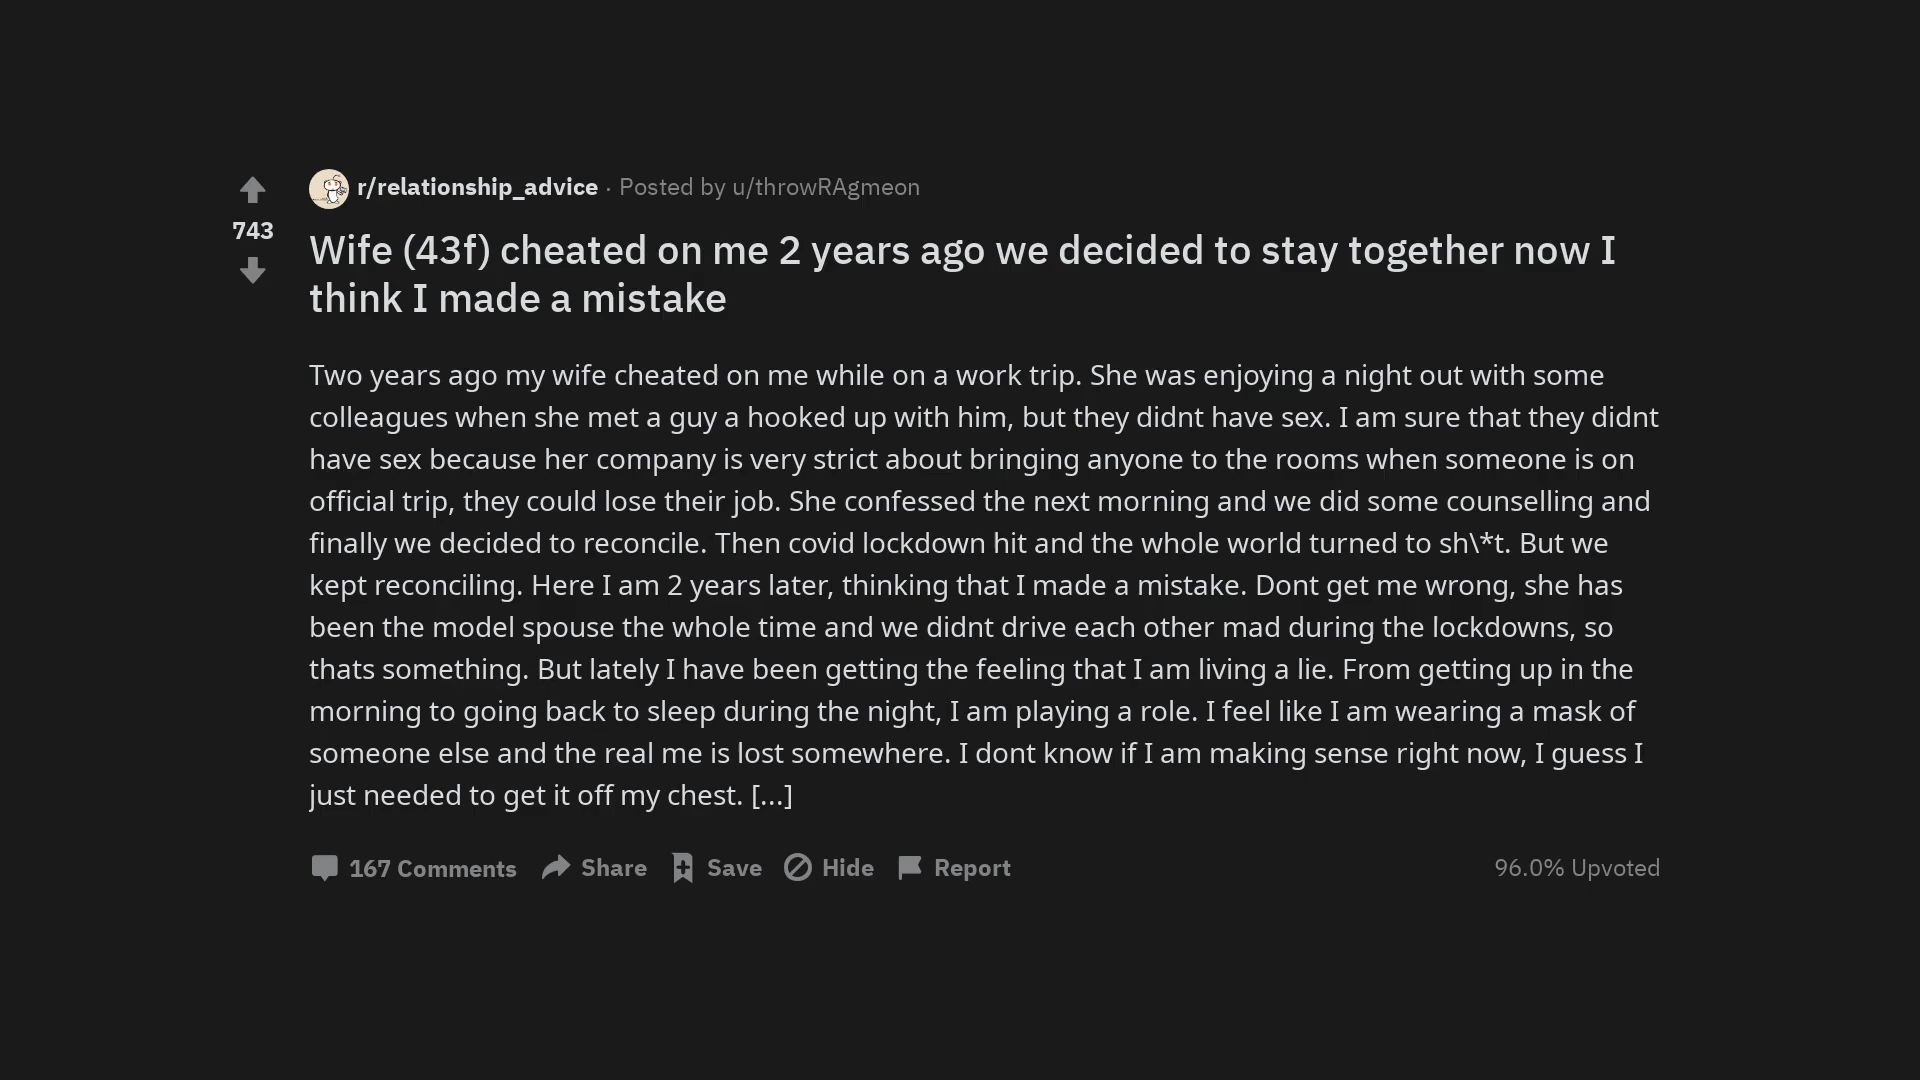 r/relationship_advice · Posted by u/throwRAgmeon
743
Wife (43f) cheated on me 2 years ago we decided to stay together now I
think I made a mistake
Two years ago my wife cheated on me while on a work trip. She was enjoying a night out with some
colleagues when she met a guy a hooked up with him, but they didnt have sex. I am sure that they didnt
have sex because her company is very strict about bringing anyone to the rooms when someone is on
official trip, they could lose their job. She confessed the next morning and we did some counselling and
finally we decided to reconcile. Then covid lockdown hit and the whole world turned to sh\*t. But we
kept reconciling. Here I am 2 years later, thinking that I made a mistake. Dont get me wrong, she has
been the model spouse the whole time and we didnt drive each other mad during the lockdowns, so
thats something. But lately I have been getting the feeling that I am living a lie. From getting up in the
morning to going back to sleep during the night, I am playing a role. I feel like I am wearing a mask of
someone else and the real me is lost somewhere. I dont know if I am making sense right now, I guess I
just needed to get it off my chest. [...]
167 Comments Share Save Hide Report 96.0% Upvoted